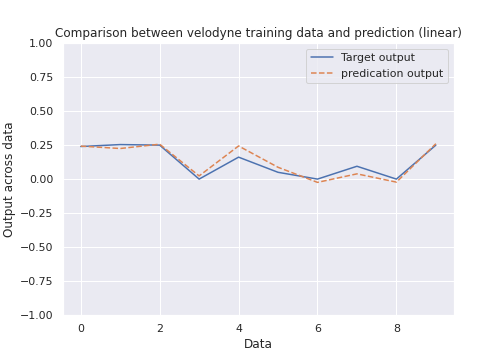 Comparison between velodyne training data and prediction (linear)
1.00
0.75
0.50
0.25
0.00
−0.25
−0.50
−0.75
−1.00
Output across data
Target output
predication output
0
2
4
6
8
Data